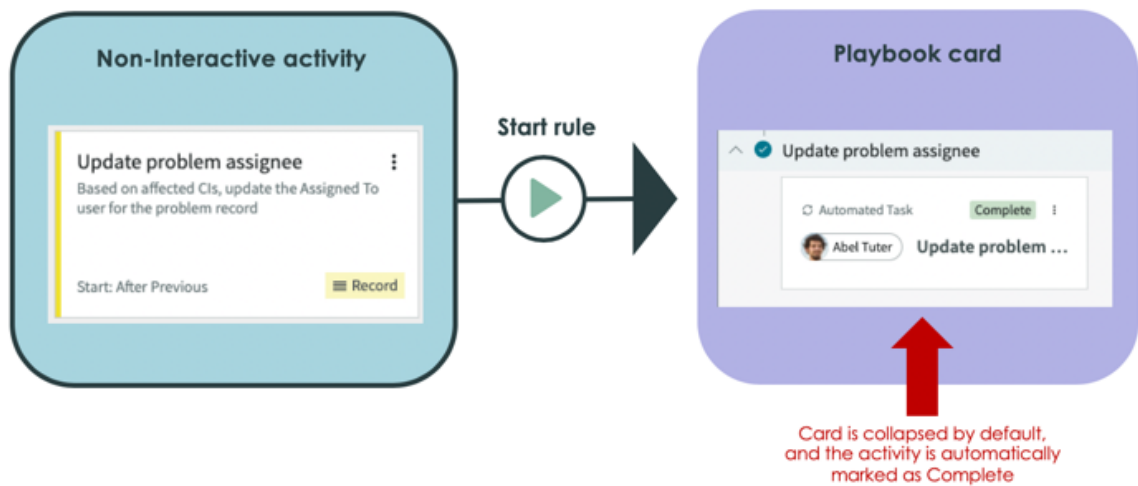 Non-Interactive activity
Update problem assignee
Based on affected CIs, update the Assigned To
user for the problem record
Start: After Previous
Record
Start rule
Playbook card
Update problem assignee
Automated Task
Complete
Abel Tuter
Update problem ...
Card is collapsed by default,
and the activity is automatically
marked as Complete